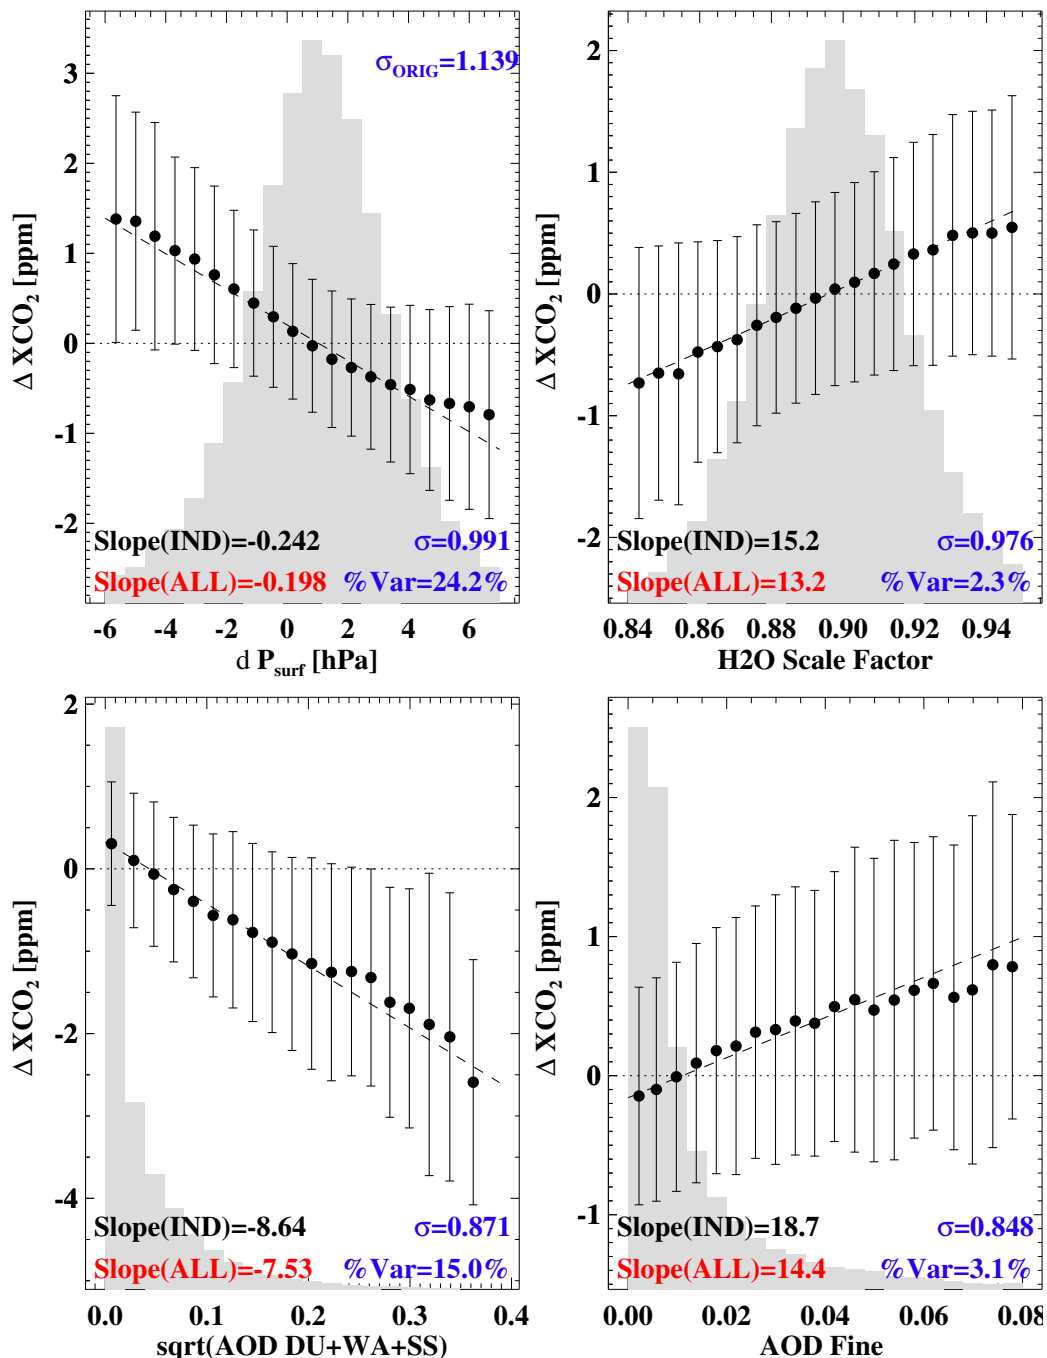 σORIG=1.139
3
2
1
0
-1
-2
Δ XCO2 [ppm]
Slope(IND)=-0.242
σ=0.991
Slope(ALL)=-0.198
%Var=24.2%
-6 -4 -2 0 2 4 6
d Psurf [hPa]
2
1
0
-1
-2
Δ XCO2 [ppm]
Slope(IND)=15.2
σ=0.976
Slope(ALL)=13.2
%Var=2.3%
0.84 0.86 0.88 0.90 0.92 0.94
H2O Scale Factor
2
0
-2
-4
Δ XCO2 [ppm]
Slope(IND)=-8.64
σ=0.871
Slope(ALL)=-7.53
%Var=15.0%
0.0 0.1 0.2 0.3 0.4
sqrt(AOD DU+WA+SS)
2
1
0
-1
Δ XCO2 [ppm]
Slope(IND)=18.7
σ=0.848
Slope(ALL)=14.4
%Var=3.1%
0.00 0.02 0.04 0.06 0.08
AOD Fine